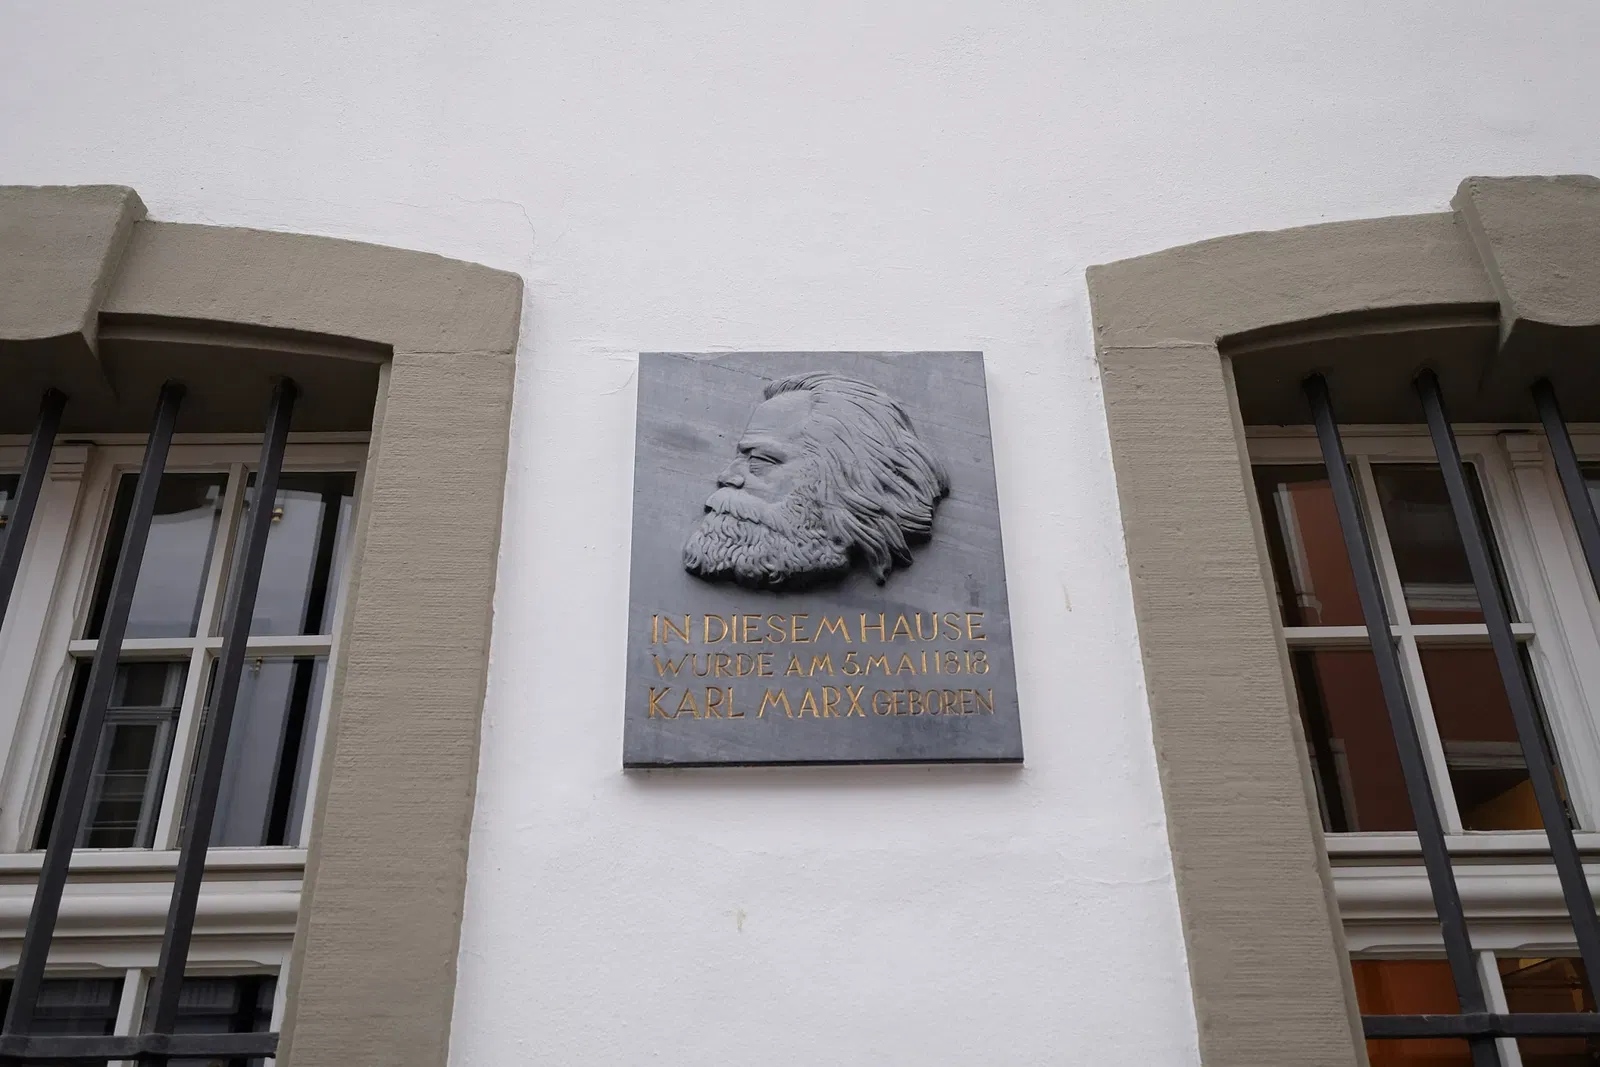 IN DIESEM HAUSE
WURDE AM 5.MAI 1818
KARL MARX GEBOREN